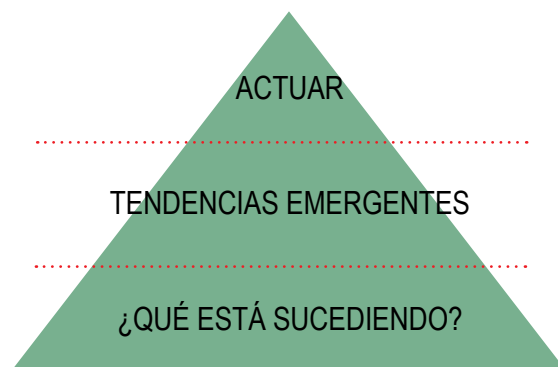 ACTUAR
TENDENCIAS EMERGENTES
¿QUÉ ESTÁ SUCEDIENDO?